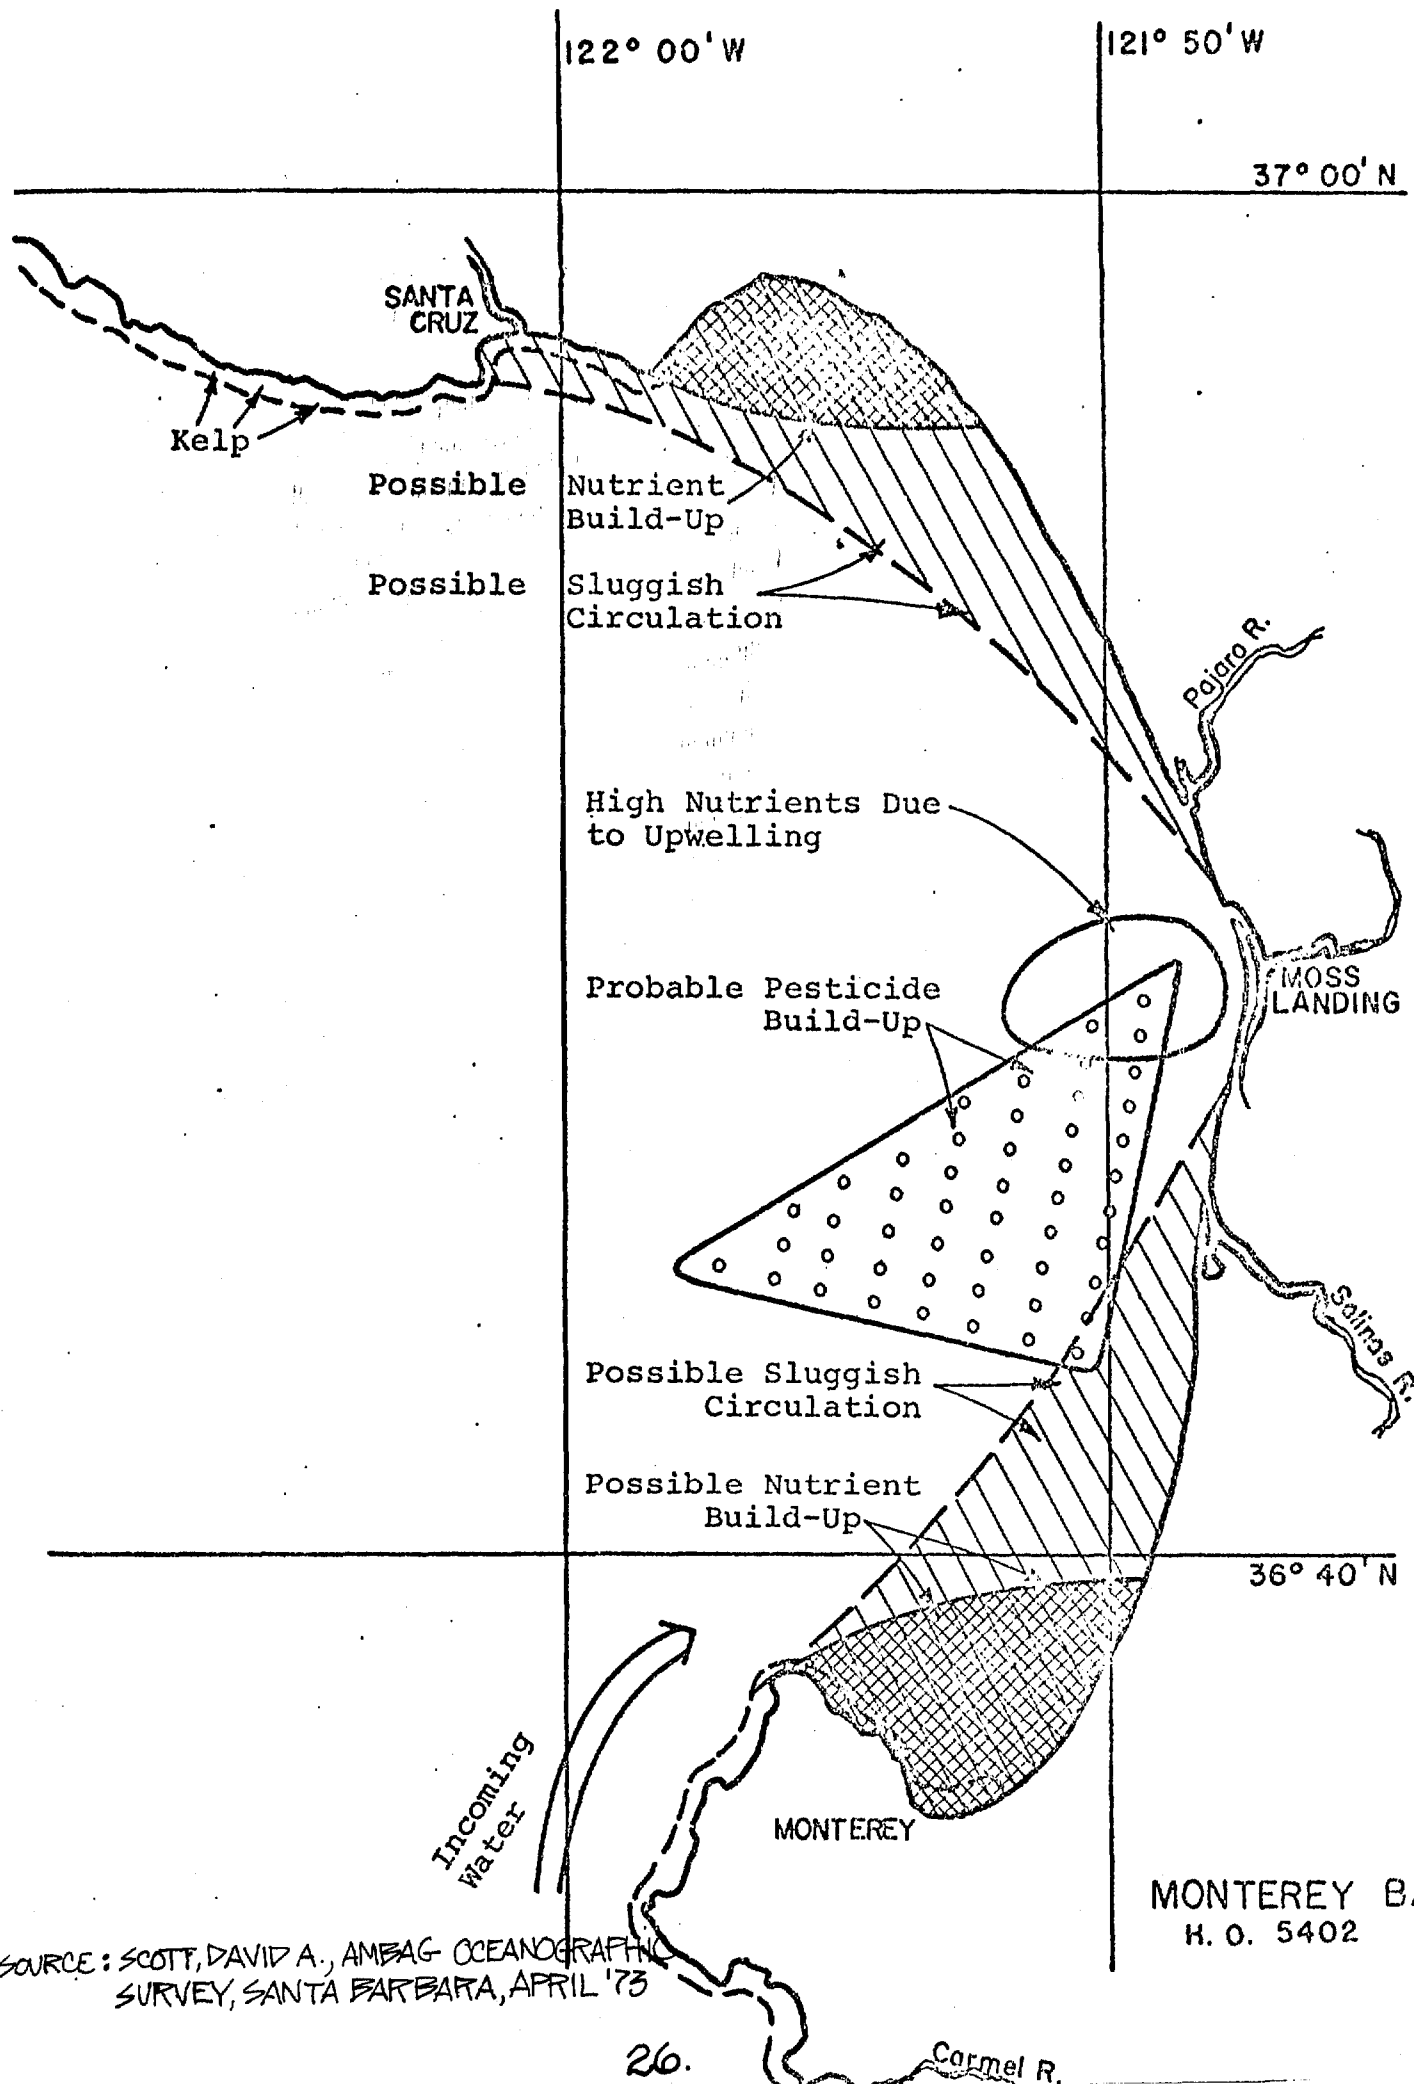 122° 00' W
121° 50' W
37° 00' N
SANTA
CRUZ
Kelp
Possible Nutrient
Build-Up
Possible Sluggish
Circulation
Pajaro R.
High Nutrients Due
to Upwelling
Probable Pesticide
Build-Up
MOSS
LANDING
Salinas R.
Possible Sluggish
Circulation
Possible Nutrient
Build-Up
36° 40' N
Incoming
Water
MONTEREY
MONTEREY BA
H. O. 5402
SOURCE: SCOTT, DAVID A., AMBAG OCEANOGRAPHIC
SURVEY, SANTA BARBARA, APRIL '73
26.
Carmel R.